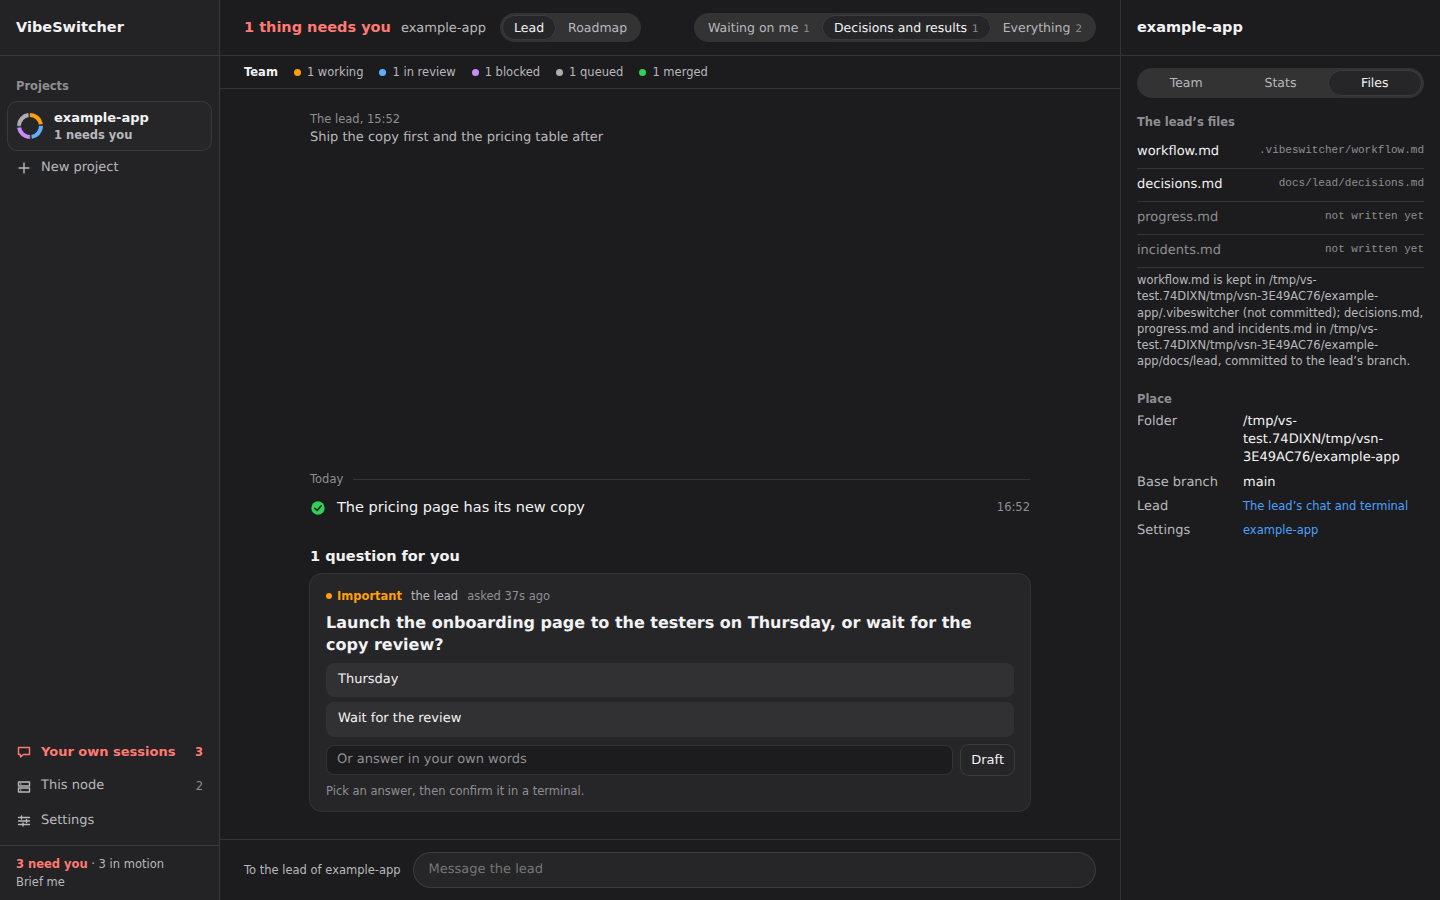 VibeSwitcher
Projects
example-app
1 needs you
New project
Your own sessions 3
This node 2
Settings
3 need you · 3 in motion
Brief me
1 thing needs you example-app Lead Roadmap
Waiting on me 1 Decisions and results 1 Everything 2
Team 1 working 1 in review 1 blocked 1 queued 1 merged
The lead, 15:52
Ship the copy first and the pricing table after
Today
The pricing page has its new copy 16:52
1 question for you
Important the lead asked 37s ago
Launch the onboarding page to the testers on Thursday, or wait for the
copy review?
Thursday
Wait for the review
Or answer in your own words Draft
Pick an answer, then confirm it in a terminal.
To the lead of example-app Message the lead
example-app
Team Stats Files
The lead’s files
workflow.md .vibeswitcher/workflow.md
decisions.md docs/lead/decisions.md
progress.md not written yet
incidents.md not written yet
workflow.md is kept in /tmp/vs-
test.74DIXN/tmp/vsn-3E49AC76/example-
app/.vibeswitcher (not committed); decisions.md,
progress.md and incidents.md in /tmp/vs-
test.74DIXN/tmp/vsn-3E49AC76/example-
app/docs/lead, committed to the lead’s branch.
Place
Folder /tmp/vs-
test.74DIXN/tmp/vsn-
3E49AC76/example-app
Base branch main
Lead The lead’s chat and terminal
Settings example-app